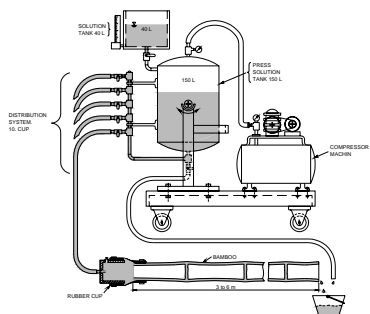 SOLUTION
TANK 40 L
40 L
150 L
PRESS
SOLUTION
TANK 150 L
DISTRIBUTION
SYSTEM.
10. CUP
COMPRESSOR
MACHIN
BAMBOO
RUBBER CUP
3 to 6 m